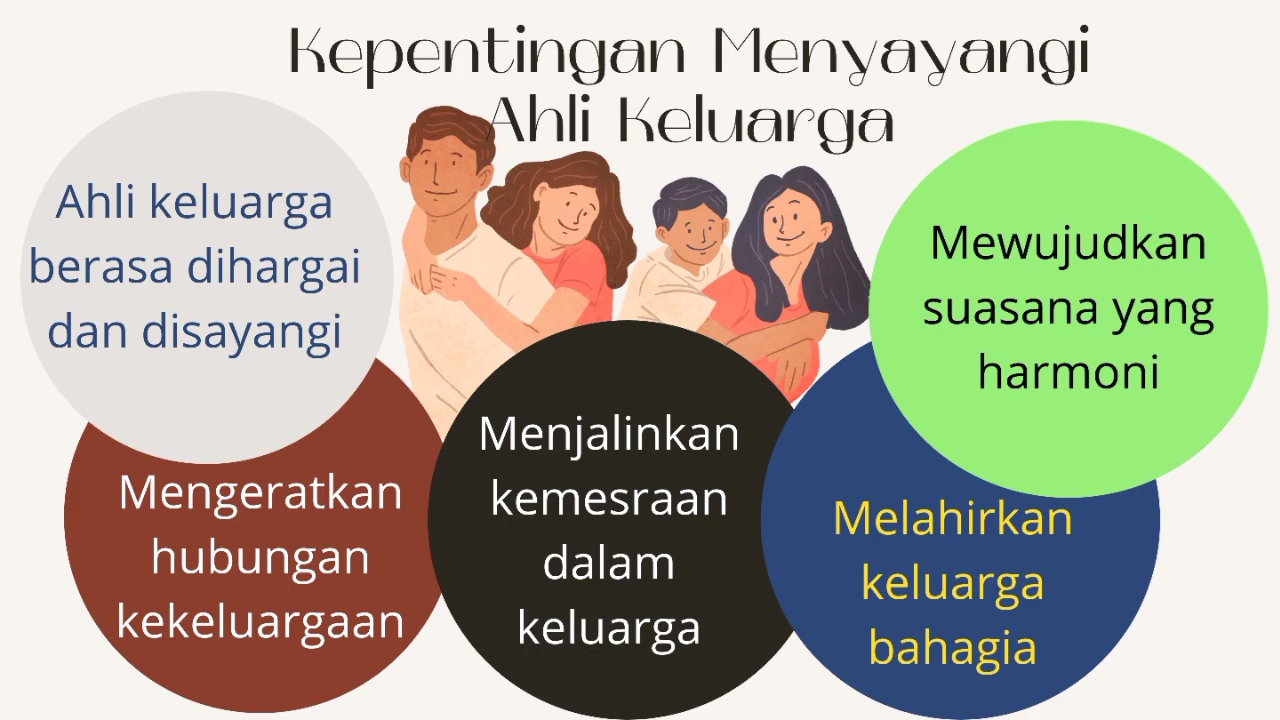 Kepentingan Menyayangi
Ahli Keluarga
Ahli keluarga
berasa dihargai
dan disayangi
Mengeratkan
hubungan
kekeluargaan
Menjalinkan
kemesraan
dalam
keluarga
Melahirkan
keluarga
bahagia
Mewujudkan
suasana yang
harmoni